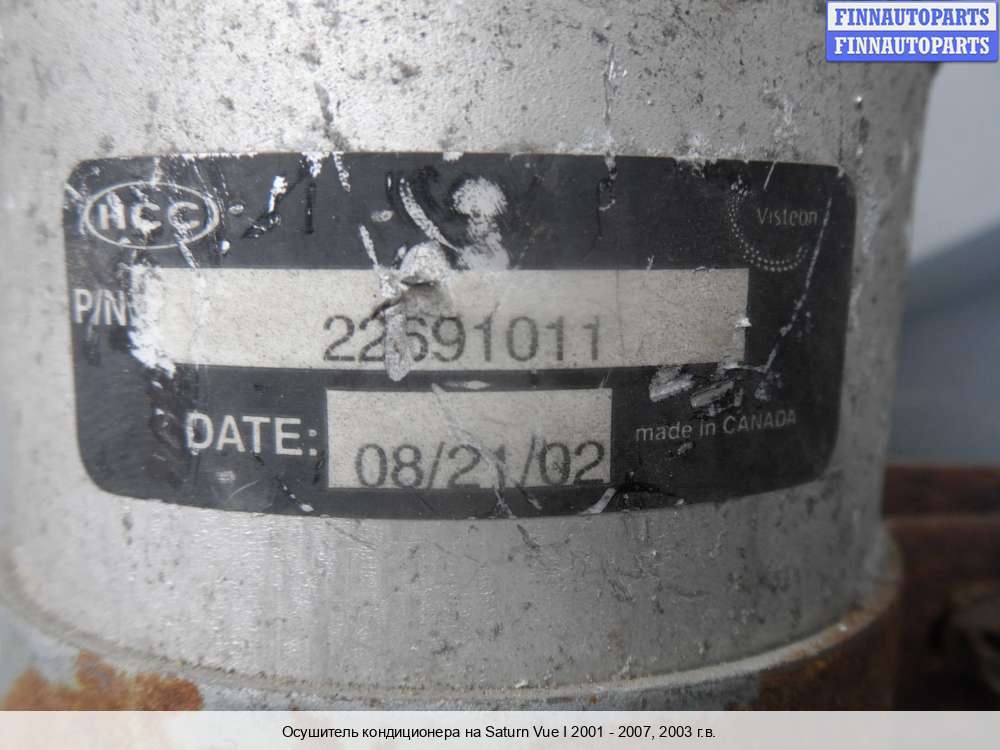 FINNAUTOPARTS
FINNAUTOPARTS
HCC
Visteon
P/N
22691011
DATE:
08/21/02
made in CANADA
Осушитель кондиционера на Saturn Vue I 2001 - 2007, 2003 г.в.